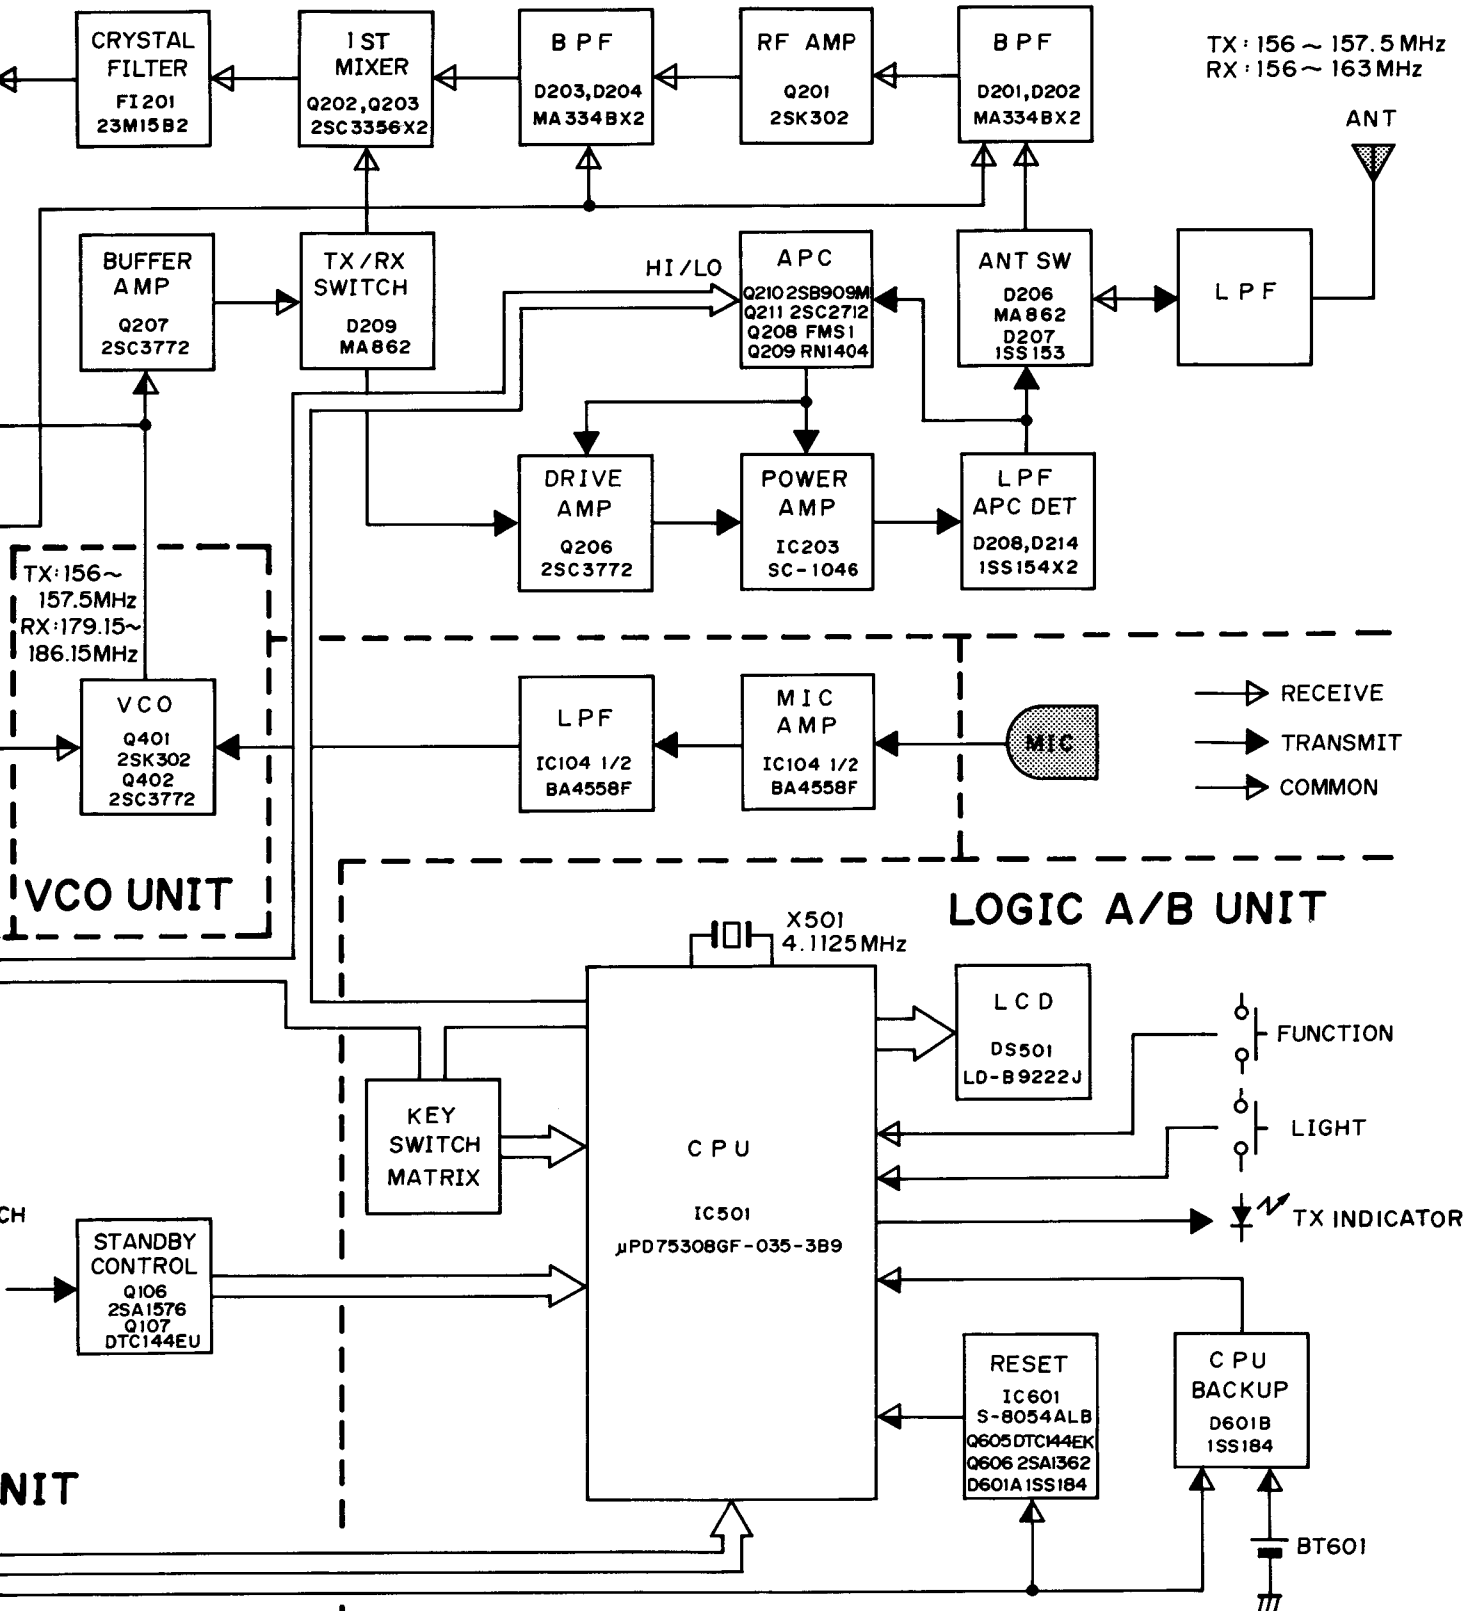 CRYSTAL
FILTER
FI201
23M15B2
1ST
MIXER
Q202,Q203
2SC3356X2
BPF
D203,D204
MA334BX2
RF AMP
Q201
2SK302
BPF
D201,D202
MA334BX2
TX:156~157.5MHz
RX:156~163MHz
ANT
BUFFER
AMP
Q207
2SC3772
TX/RX
SWITCH
D209
MA862
HI/LO
APC
Q210 2SB909M
Q211 2SC2712
Q208 FMS1
Q209 RN1404
ANT SW
D206
MA862
D207
1SS153
LPF
DRIVE
AMP
Q206
2SC3772
POWER
AMP
IC203
SC-1046
LPF
APC DET
D208,D214
1SS154X2
TX:156~
157.5MHz
RX:179.15~
186.15MHz
VCO
Q401
2SK302
Q402
2SC3772
LPF
IC104 1/2
BA4558F
MIC
AMP
IC104 1/2
BA4558F
MIC
RECEIVE
TRANSMIT
COMMON
VCO UNIT
LOGIC A/B UNIT
X501
4.1125MHz
LCD
DS501
LD-B9222J
FUNCTION
KEY
SWITCH
MATRIX
CPU
IC501
μPD75308GF-035-3B9
LIGHT
TX INDICATOR
CH
STANDBY
CONTROL
Q106
2SA1576
Q107
DTC144EU
RESET
IC601
S-8054ALB
Q605 DTC144EK
Q606 2SA1362
D601A 1SS184
CPU
BACKUP
D601B
1SS184
NIT
BT601